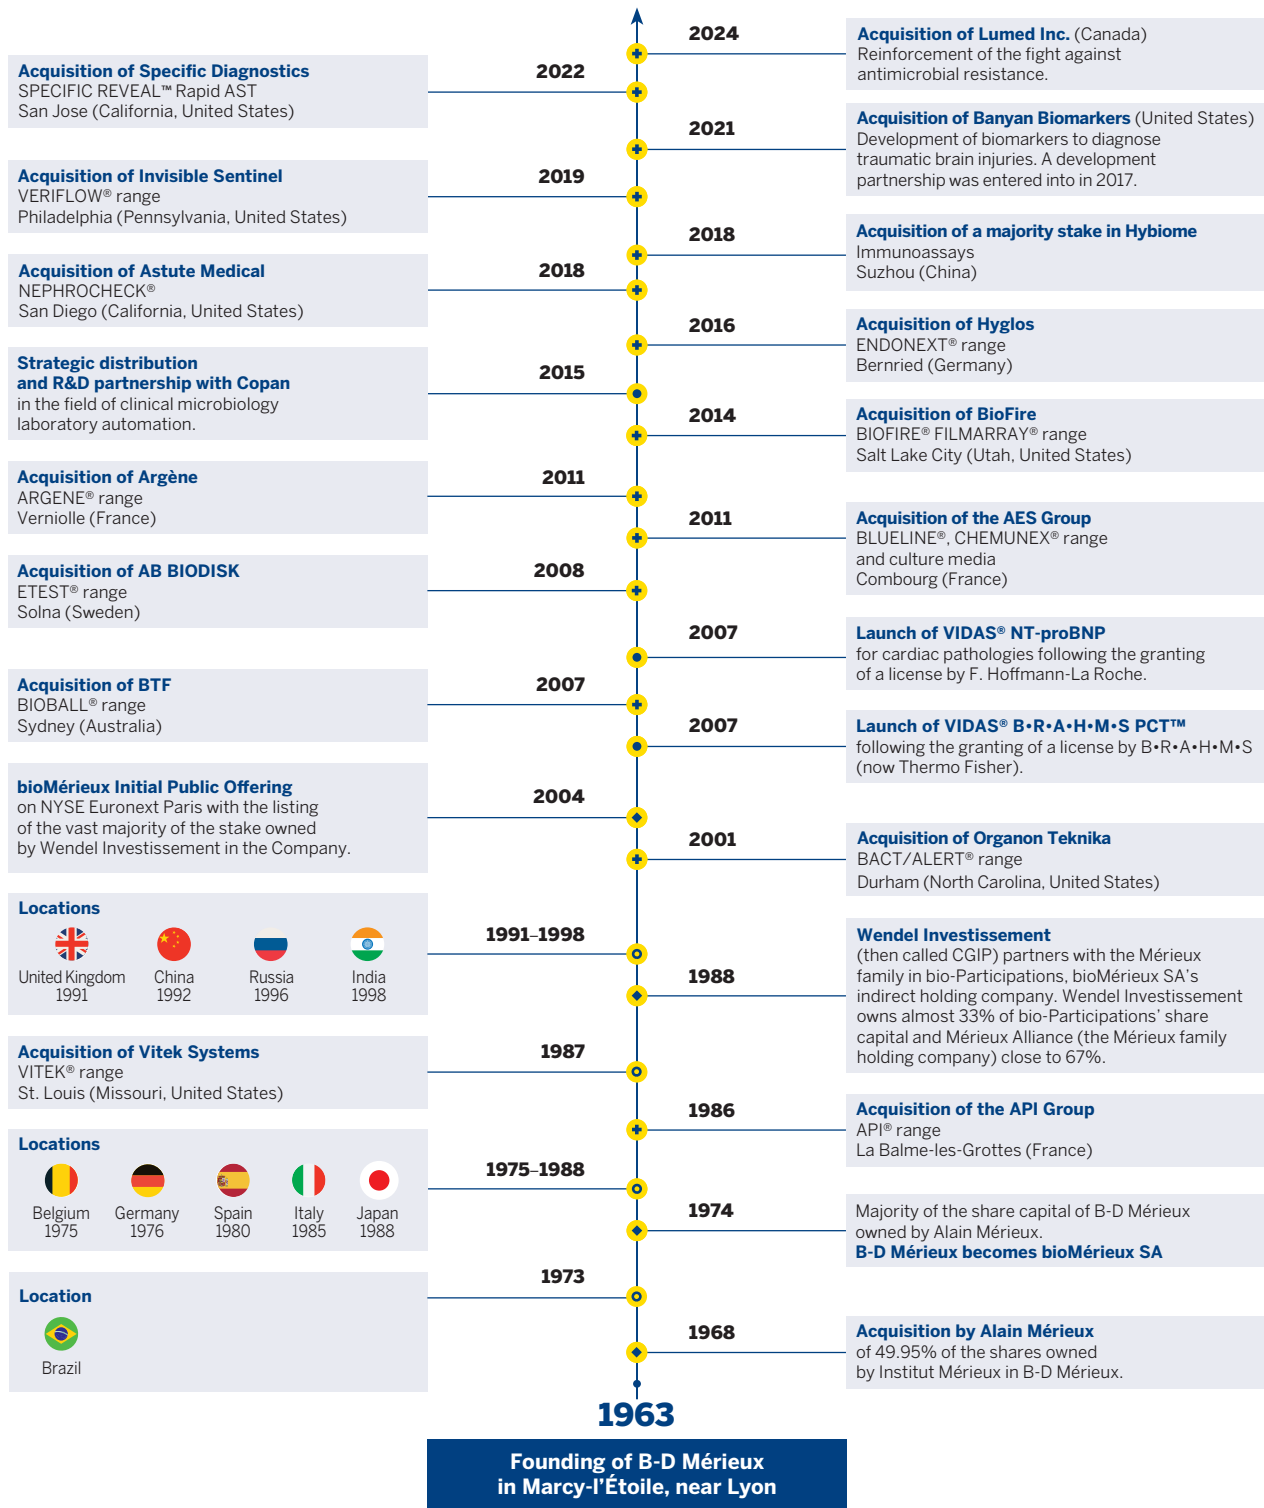 2024
Acquisition of Lumed Inc. (Canada)
Reinforcement of the fight against
antimicrobial resistance.
2022
Acquisition of Specific Diagnostics
SPECIFIC REVEAL™ Rapid AST
San Jose (California, United States)
2021
Acquisition of Banyan Biomarkers (United States)
Development of biomarkers to diagnose
traumatic brain injuries. A development
partnership was entered into in 2017.
2019
Acquisition of Invisible Sentinel
VERIFLOW® range
Philadelphia (Pennsylvania, United States)
2018
Acquisition of a majority stake in Hybiome
Immunoassays
Suzhou (China)
2018
Acquisition of Astute Medical
NEPHROCHECK®
San Diego (California, United States)
2016
Acquisition of Hyglos
ENDONEXT® range
Bernried (Germany)
2015
Strategic distribution
and R&D partnership with Copan
in the field of clinical microbiology
laboratory automation.
2014
Acquisition of BioFire
BIOFIRE® FILMARRAY® range
Salt Lake City (Utah, United States)
2011
Acquisition of Argène
ARGENE® range
Verniolle (France)
2011
Acquisition of the AES Group
BLUELINE®, CHEMUNEX® range
and culture media
Combourg (France)
2008
Acquisition of AB BIODISK
ETEST® range
Solna (Sweden)
2007
Launch of VIDAS® NT-proBNP
for cardiac pathologies following the granting
of a license by F. Hoffmann-La Roche.
2007
Acquisition of BTF
BIOBALL® range
Sydney (Australia)
2007
Launch of VIDAS® B•R•A•H•M•S PCT™
following the granting of a license by B•R•A•H•M•S
(now Thermo Fisher).
2004
bioMérieux Initial Public Offering
on NYSE Euronext Paris with the listing
of the vast majority of the stake owned
by Wendel Investissement in the Company.
2001
Acquisition of Organon Teknika
BACT/ALERT® range
Durham (North Carolina, United States)
1991–1998
Locations
United Kingdom China Russia India
1991 1992 1996 1998
1988
Wendel Investissement
(then called CGIP) partners with the Mérieux
family in bio-Participations, bioMérieux SA's
indirect holding company. Wendel Investissement
owns almost 33% of bio-Participations' share
capital and Mérieux Alliance (the Mérieux family
holding company) close to 67%.
1987
Acquisition of Vitek Systems
VITEK® range
St. Louis (Missouri, United States)
1986
Acquisition of the API Group
API® range
La Balme-les-Grottes (France)
1975–1988
Locations
Belgium Germany Spain Italy Japan
1975 1976 1980 1985 1988
1974
Majority of the share capital of B-D Mérieux
owned by Alain Mérieux.
B-D Mérieux becomes bioMérieux SA
1973
Location
Brazil
1968
Acquisition by Alain Mérieux
of 49.95% of the shares owned
by Institut Mérieux in B-D Mérieux.
1963
Founding of B-D Mérieux
in Marcy-l'Étoile, near Lyon